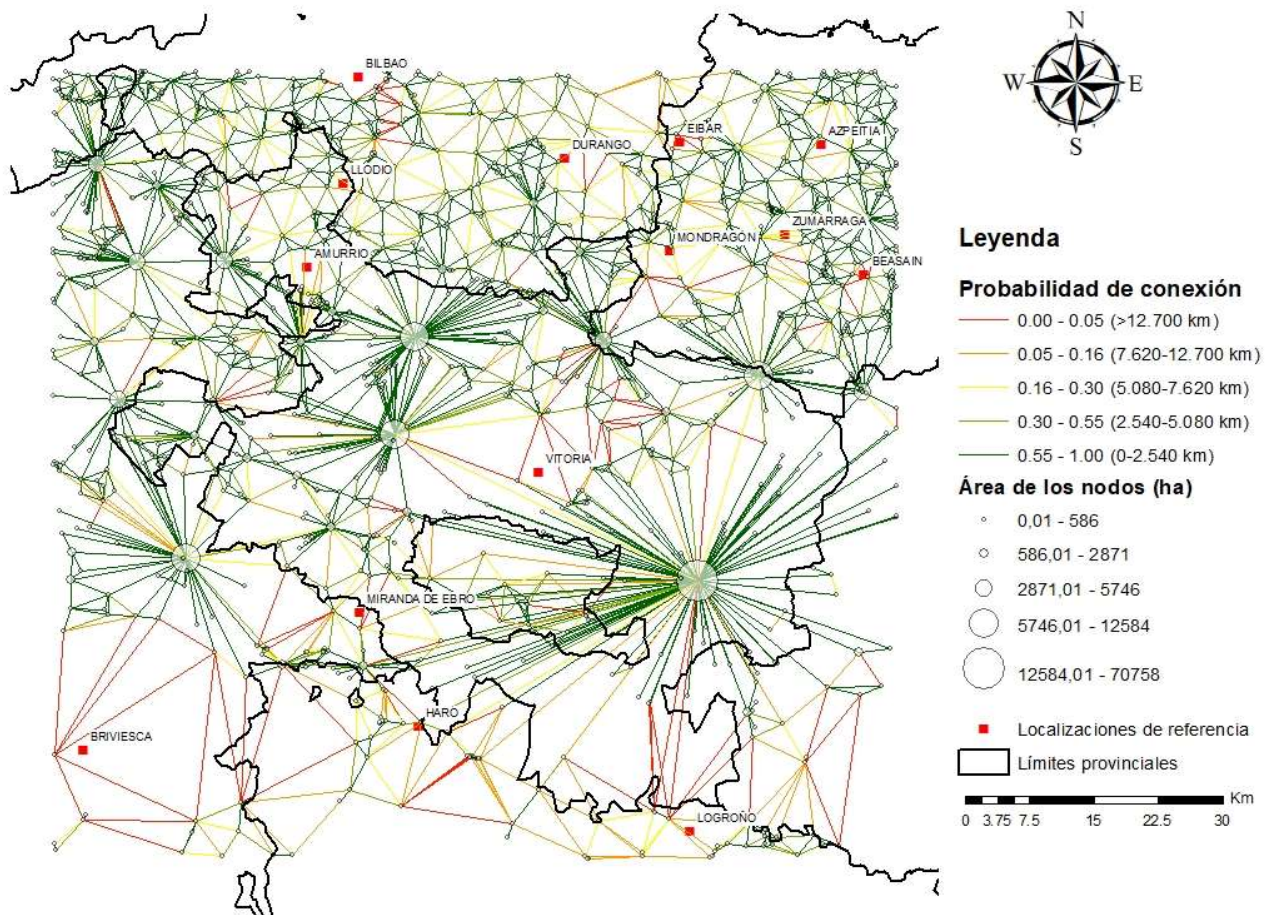 N
W
E
S
BILBAO
EIBAR
AZPEITIA
DURANGO
LLODIO
ZUMARRAGA
MONDRAGÓN
AMURRIO
BEASAIN
VITORIA
MIRANDA DE EBRO
HARO
BRIVIESCA
LOGROÑO
Leyenda
Probabilidad de conexión
0.00 - 0.05 (>12.700 km)
0.05 - 0.16 (7.620-12.700 km)
0.16 - 0.30 (5.080-7.620 km)
0.30 - 0.55 (2.540-5.080 km)
0.55 - 1.00 (0-2.540 km)
Área de los nodos (ha)
0,01 - 586
586,01 - 2871
2871,01 - 5746
5746,01 - 12584
12584,01 - 70758
Localizaciones de referencia
Límites provinciales
Km
0 3.75 7.5 15 22.5 30